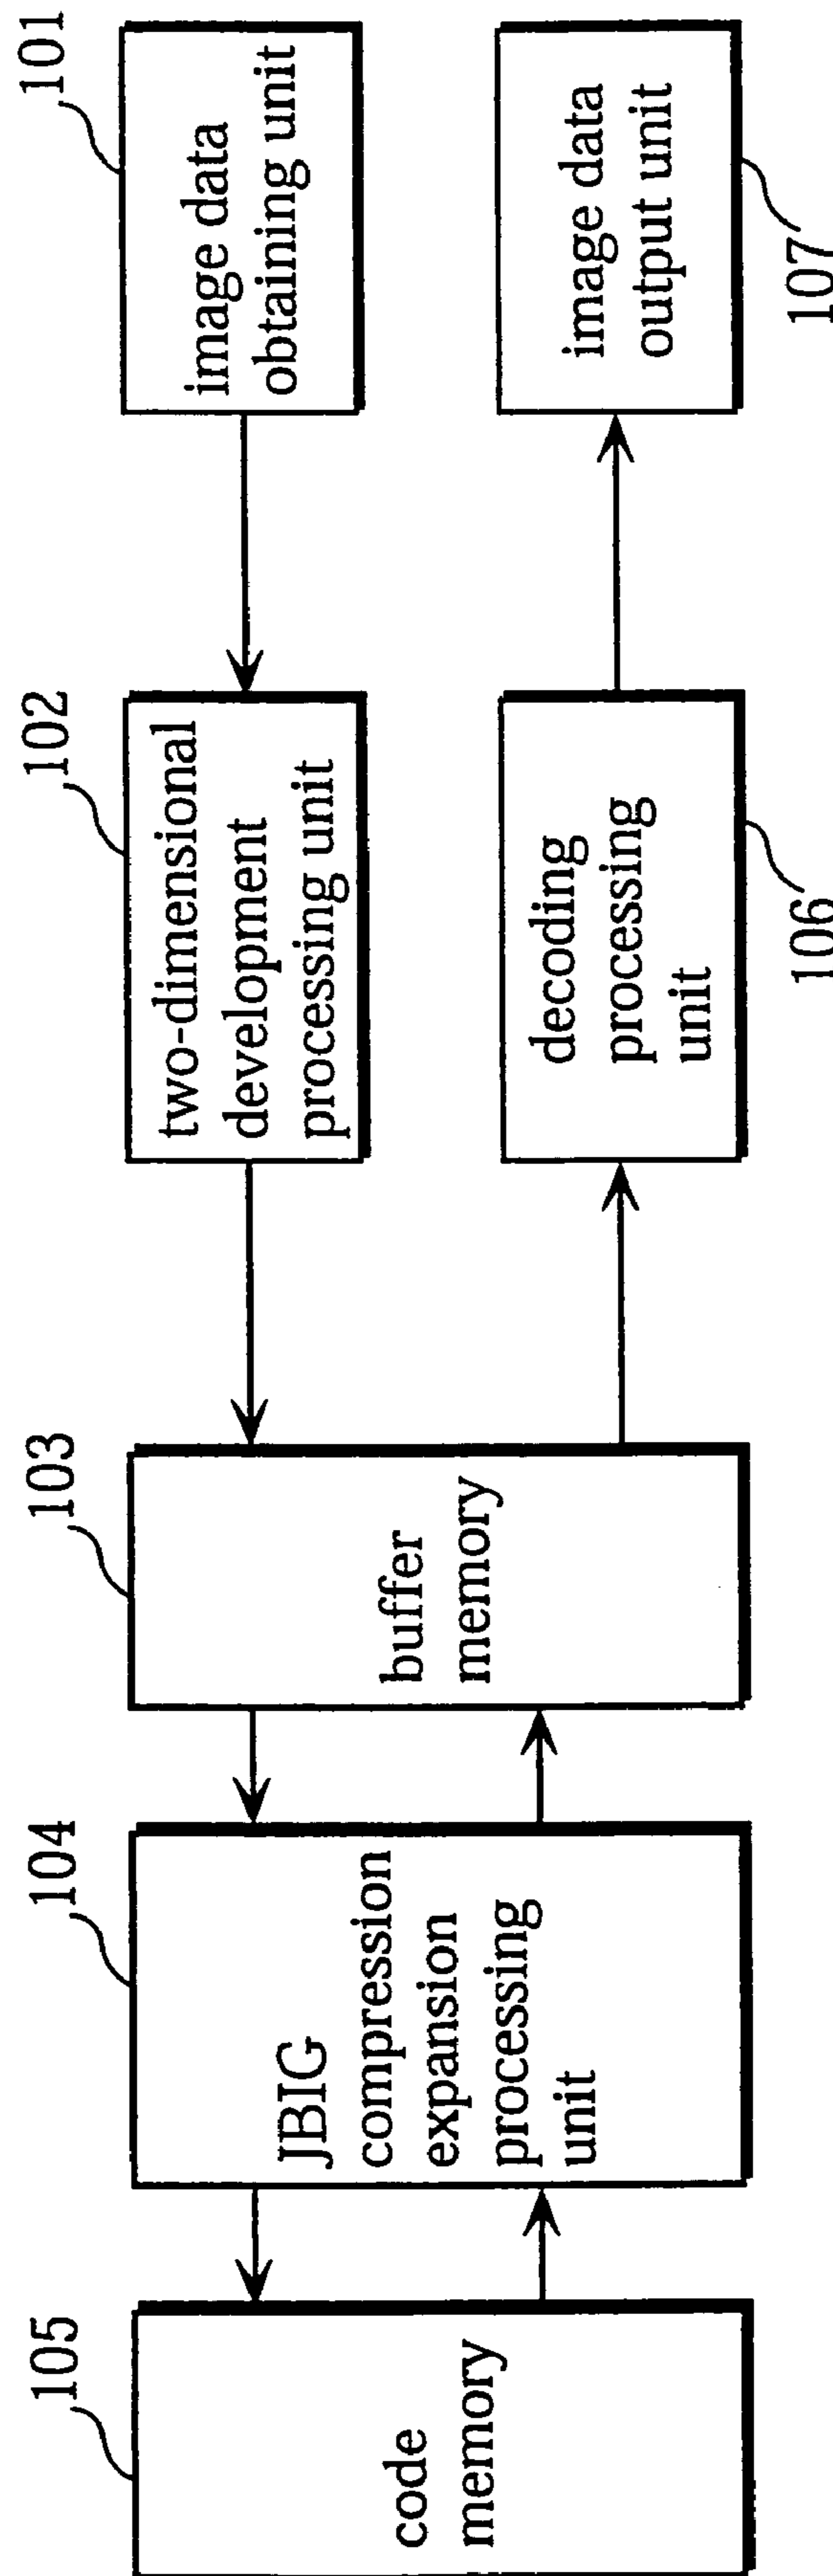 105
code
memory
104
JBIG
compression
expansion
processing
unit
103
buffer
memory
102
two-dimensional
development
processing unit
101
image data
obtaining unit
decoding
processing
unit
106
image data
output unit
107